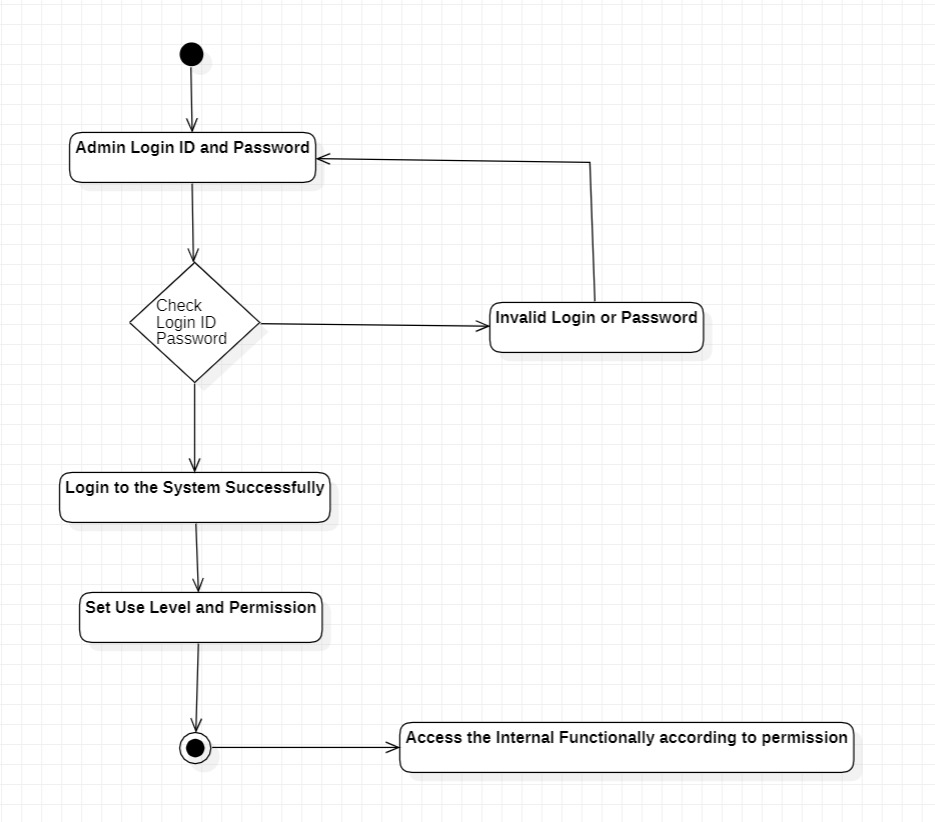 Admin Login ID and Password
Check
Login ID
Password
Invalid Login or Password
Login to the System Successfully
Set Use Level and Permission
Access the Internal Functionally according to permission